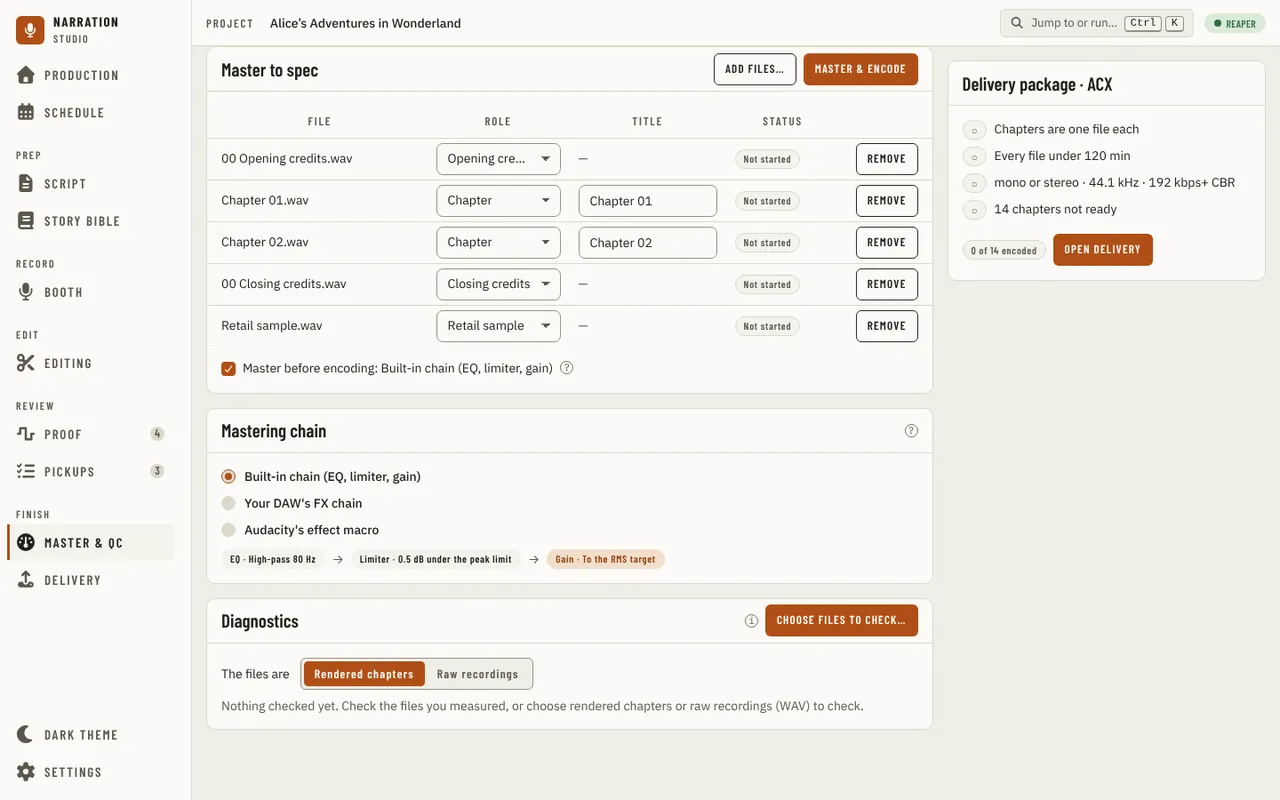 NARRATION
STUDIO
PRODUCTION
SCHEDULE
PREP
SCRIPT
STORY BIBLE
RECORD
BOOTH
EDIT
EDITING
REVIEW
PROOF 4
PICKUPS 3
FINISH
MASTER & QC
DELIVERY
DARK THEME
SETTINGS
PROJECT Alice's Adventures in Wonderland
Jump to or run... Ctrl K
REAPER
Master to spec ADD FILES... MASTER & ENCODE
FILE ROLE TITLE STATUS
00 Opening credits.wav Opening cre... — Not started REMOVE
Chapter 01.wav Chapter Chapter 01 Not started REMOVE
Chapter 02.wav Chapter Chapter 02 Not started REMOVE
00 Closing credits.wav Closing credits — Not started REMOVE
Retail sample.wav Retail sample — Not started REMOVE
Master before encoding: Built-in chain (EQ, limiter, gain) ?
Mastering chain ?
Built-in chain (EQ, limiter, gain)
Your DAW's FX chain
Audacity's effect macro
EQ · High-pass 80 Hz → Limiter · 0.5 dB under the peak limit → Gain · To the RMS target
Diagnostics i CHOOSE FILES TO CHECK...
The files are Rendered chapters Raw recordings
Nothing checked yet. Check the files you measured, or choose rendered chapters or raw recordings (WAV) to check.
Delivery package · ACX
Chapters are one file each
Every file under 120 min
mono or stereo · 44.1 kHz · 192 kbps+ CBR
14 chapters not ready
0 of 14 encoded OPEN DELIVERY